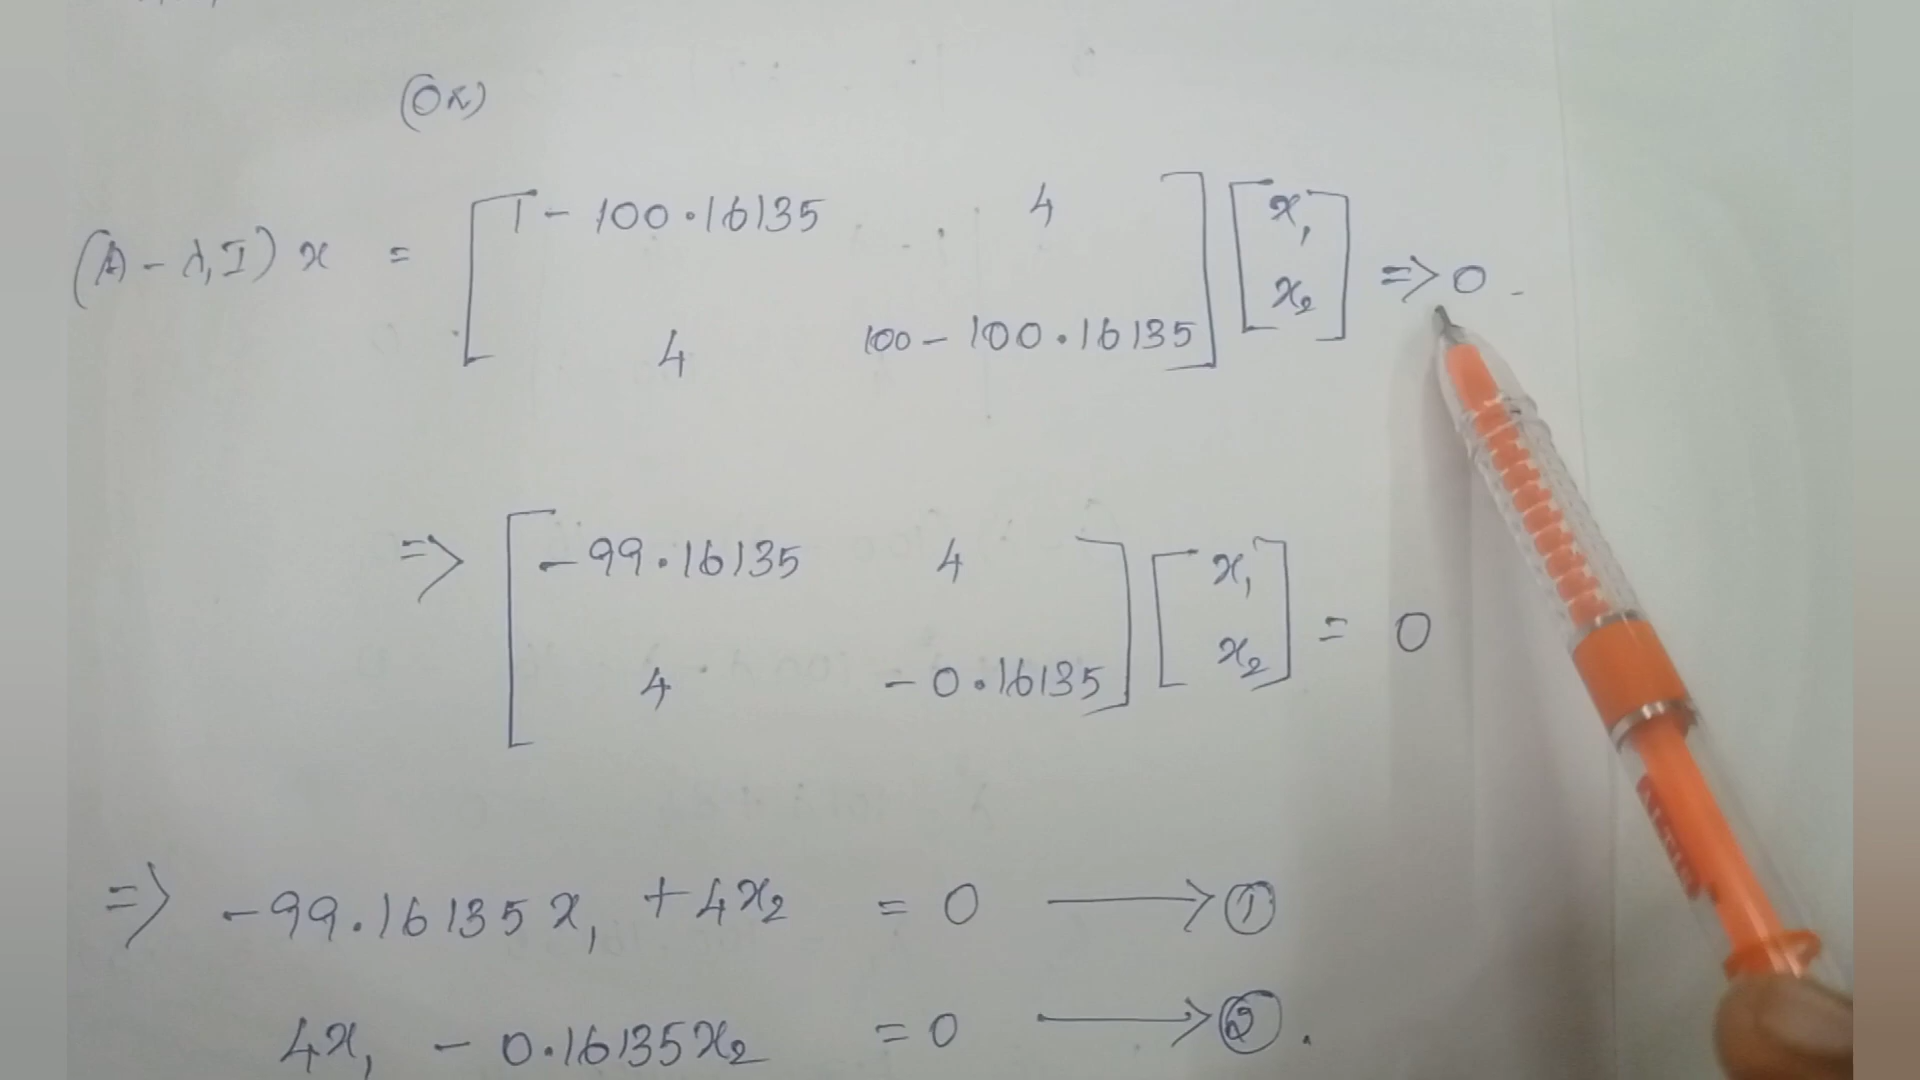 (Or)
(A - λ₁I) x = [ 1 - 100.16135 4 ] [ x₁ ] => 0
[ 4 100 - 100.16135 ] [ x₂ ]
=> [ -99.16135 4 ] [ x₁ ] = 0
[ 4 -0.16135 ] [ x₂ ]
=> -99.16135 x₁ + 4x₂ = 0 → ①
4x₁ - 0.16135x₂ = 0 → ②.